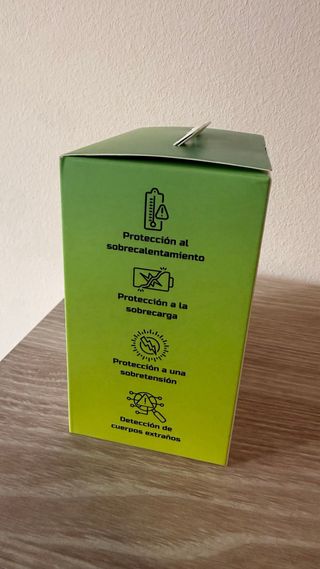 Protección al
sobrecalentamiento
Protección a la
sobrecarga
Protección a una
sobretensión
Detección de
cuerpos extraños